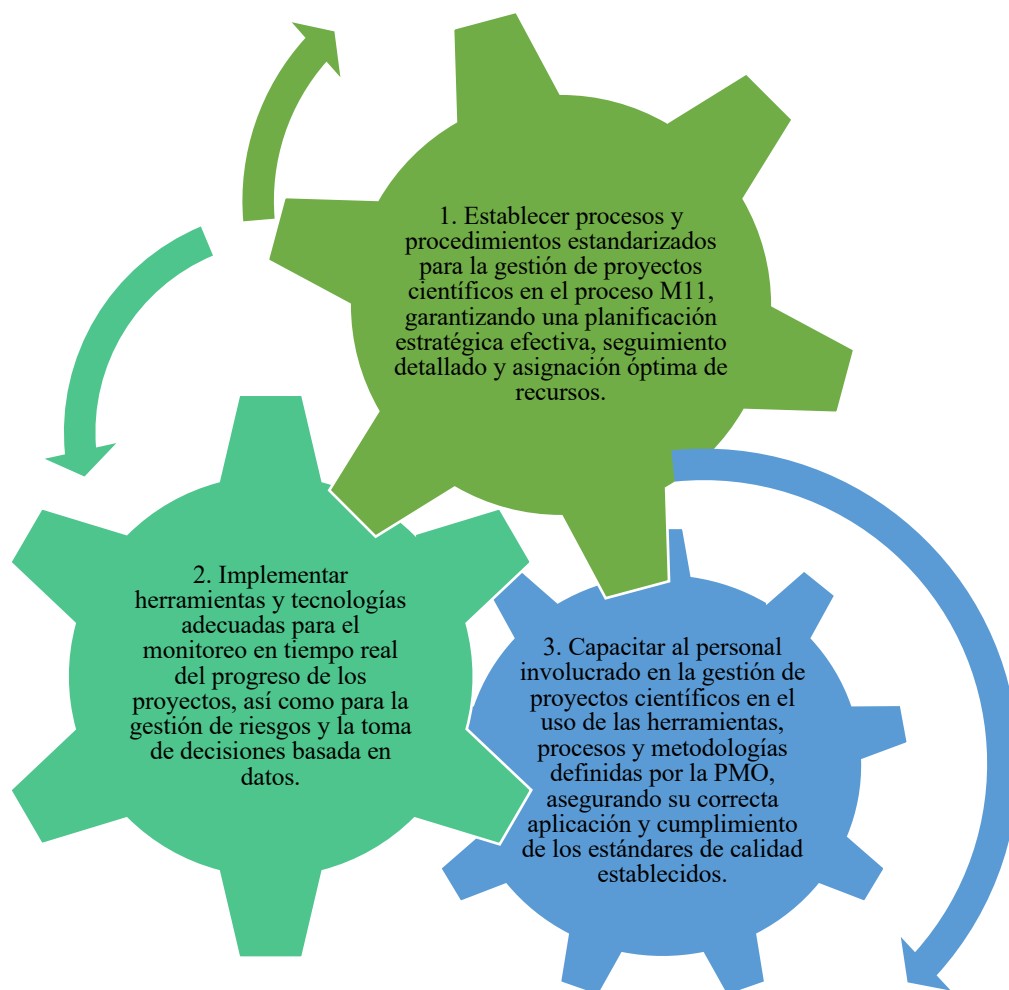 1. Establecer procesos y
procedimientos estandarizados
para la gestión de proyectos
científicos en el proceso M11,
garantizando una planificación
estratégica efectiva, seguimiento
detallado y asignación óptima de
recursos.
2. Implementar
herramientas y tecnologías
adecuadas para el
monitoreo en tiempo real
del progreso de los
proyectos, así como para la
gestión de riesgos y la toma
de decisiones basada en
datos.
3. Capacitar al personal
involucrado en la gestión de
proyectos científicos en el
uso de las herramientas,
procesos y metodologías
definidas por la PMO,
asegurando su correcta
aplicación y cumplimiento
de los estándares de calidad
establecidos.